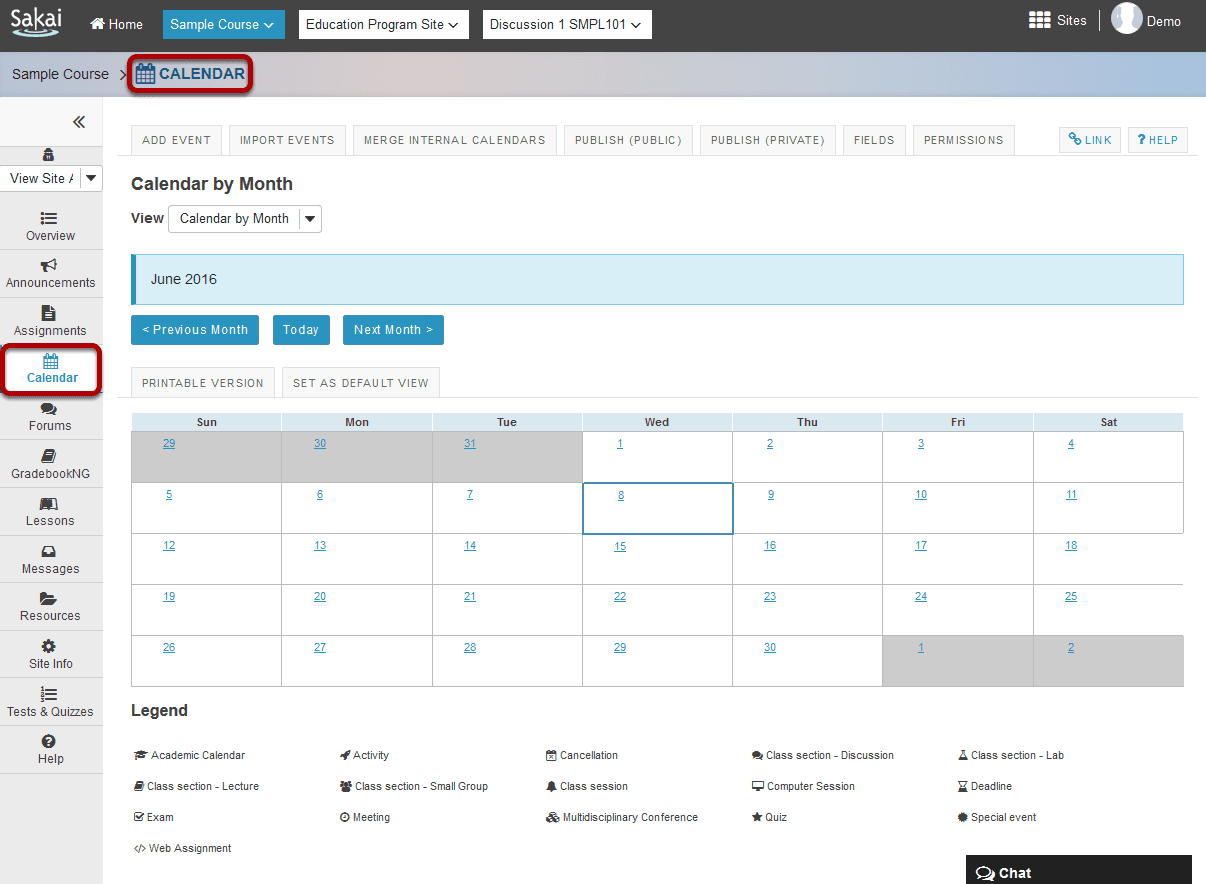 Sakai Home Sample Course Education Program Site Discussion 1 SMPL101 Sites Demo
Sample Course CALENDAR
ADD EVENT IMPORT EVENTS MERGE INTERNAL CALENDARS PUBLISH (PUBLIC) PUBLISH (PRIVATE) FIELDS PERMISSIONS LINK ? HELP
View Site
Overview
Announcements
Assignments
Calendar
Forums
GradebookNG
Lessons
Messages
Resources
Site Info
Tests & Quizzes
Help
Calendar by Month
View Calendar by Month
June 2016
< Previous Month Today Next Month >
PRINTABLE VERSION SET AS DEFAULT VIEW
Sun Mon Tue Wed Thu Fri Sat
29 30 31 1 2 3 4
5 6 7 8 9 10 11
12 13 14 15 16 17 18
19 20 21 22 23 24 25
26 27 28 29 30 1 2
Legend
Academic Calendar Activity Cancellation Class section - Discussion Class section - Lab
Class section - Lecture Class section - Small Group Class session Computer Session Deadline
Exam Meeting Multidisciplinary Conference Quiz Special event
</> Web Assignment
Chat